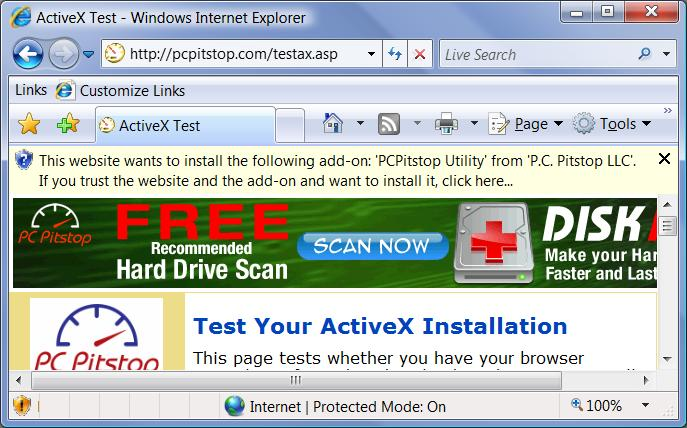 ActiveX Test - Windows Internet Explorer
http://pcpitstop.com/testax.asp
Live Search
Links Customize Links
ActiveX Test
Page Tools
This website wants to install the following add-on: 'PCPitstop Utility' from 'P.C. Pitstop LLC'.
If you trust the website and the add-on and want to install it, click here...
PC Pitstop
FREE
Recommended
Hard Drive Scan
SCAN NOW
DISK
Make your Har
Faster and Last
PC Pitstop
Test Your ActiveX Installation
This page tests whether you have your browser
Internet | Protected Mode: On
100%